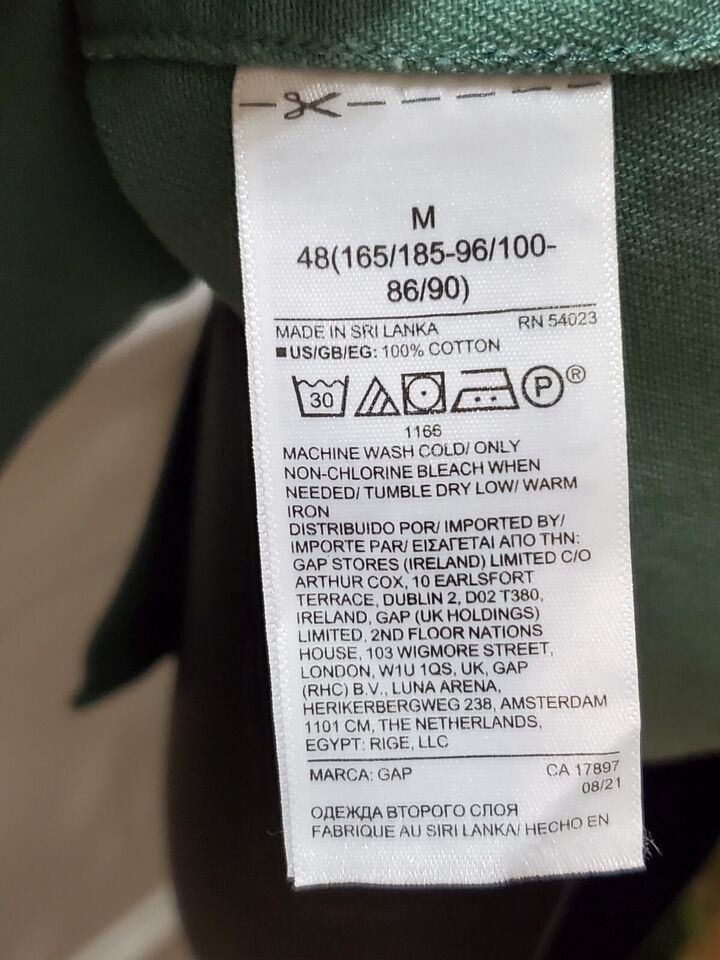 M
48(165/185-96/100-
86/90)
MADE IN SRI LANKA RN 54023
US/GB/EG: 100% COTTON
30 P ®
1166
MACHINE WASH COLD/ ONLY
NON-CHLORINE BLEACH WHEN
NEEDED/ TUMBLE DRY LOW/ WARM
IRON
DISTRIBUIDO POR/ IMPORTED BY/
IMPORTE PAR/ ΕΙΣΑΓΕΤΑΙ ΑΠΟ ΤΗΝ:
GAP STORES (IRELAND) LIMITED C/O
ARTHUR COX, 10 EARLSFORT
TERRACE, DUBLIN 2, D02 T380,
IRELAND, GAP (UK HOLDINGS)
LIMITED, 2ND FLOOR NATIONS
HOUSE, 103 WIGMORE STREET,
LONDON, W1U 1QS, UK, GAP
(RHC) B.V., LUNA ARENA,
HERIKERBERGWEG 238, AMSTERDAM
1101 CM, THE NETHERLANDS,
EGYPT: RIGE, LLC
MARCA: GAP CA 17897
08/21
ОДЕЖДА ВТОРОГО СЛОЯ
FABRIQUE AU SIRI LANKA/ HECHO EN